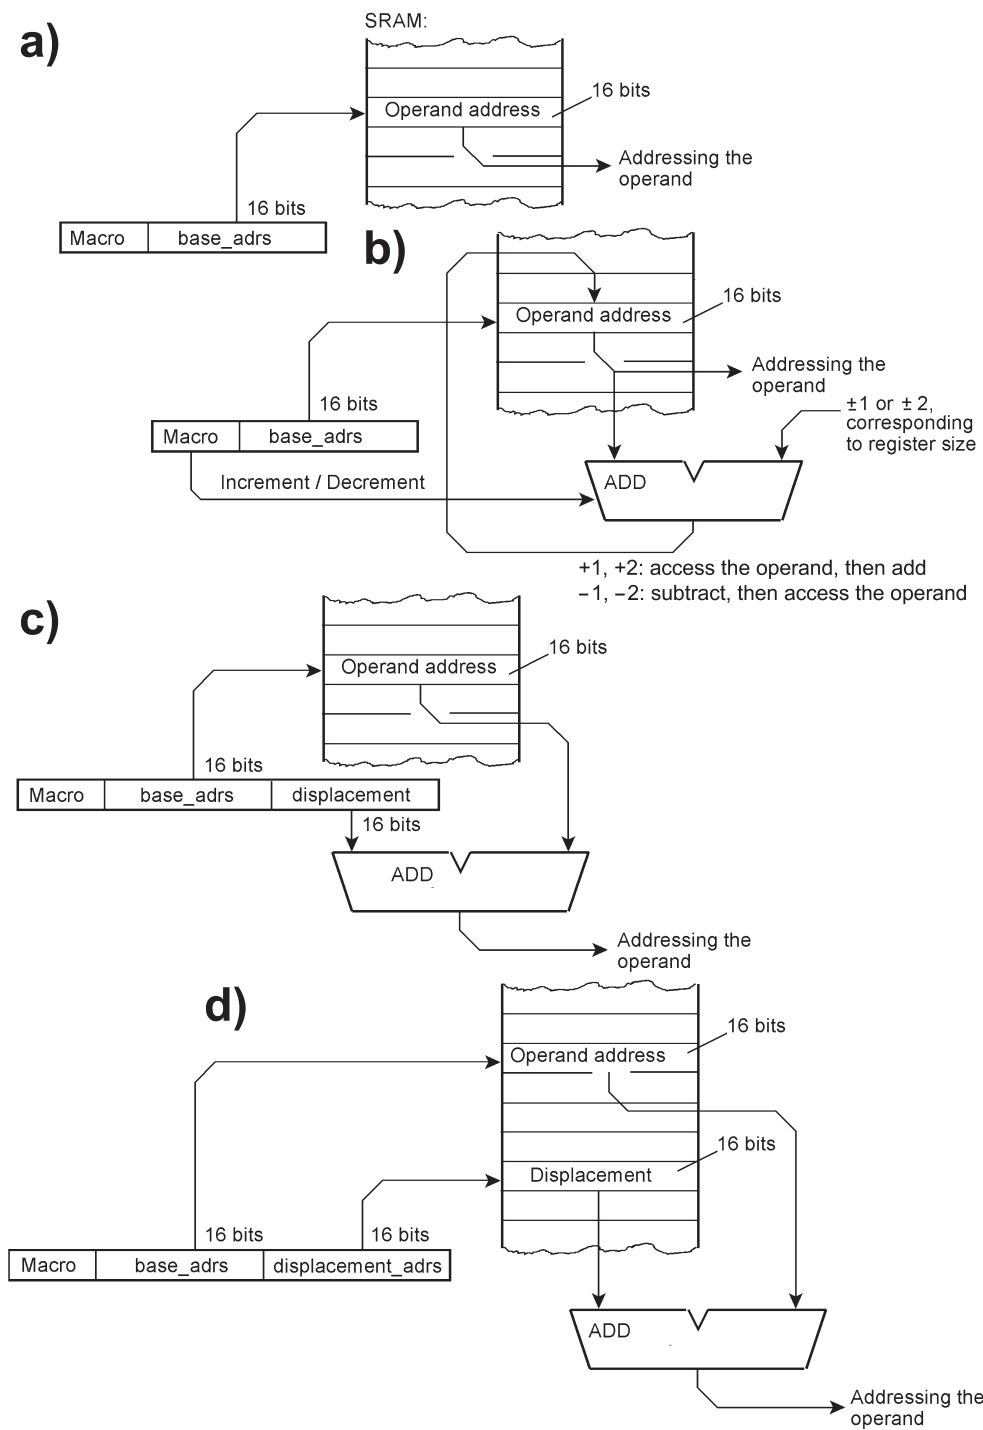 SRAM:
a)
16 bits
Operand address
Addressing the
operand
16 bits
Macro base_adrs
b)
16 bits
Operand address
Addressing the
operand
16 bits
± 1 or ± 2,
corresponding
to register size
Macro base_adrs
Increment / Decrement
ADD
+1, +2: access the operand, then add
–1, –2: subtract, then access the operand
c)
16 bits
Operand address
16 bits
Macro base_adrs displacement
16 bits
ADD
Addressing the
operand
d)
16 bits
Operand address
16 bits
Displacement
16 bits 16 bits
Macro base_adrs displacement_adrs
ADD
Addressing the
operand